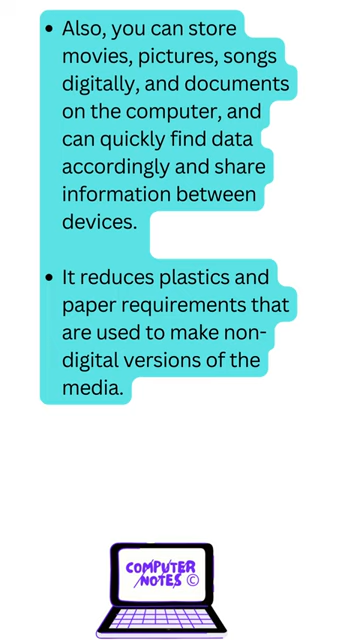 • Also, you can store
movies, pictures, songs
digitally, and documents
on the computer, and
can quickly find data
accordingly and share
information between
devices.
• It reduces plastics and
paper requirements that
are used to make non-
digital versions of the
media.
COMPUTER
NOTES ©